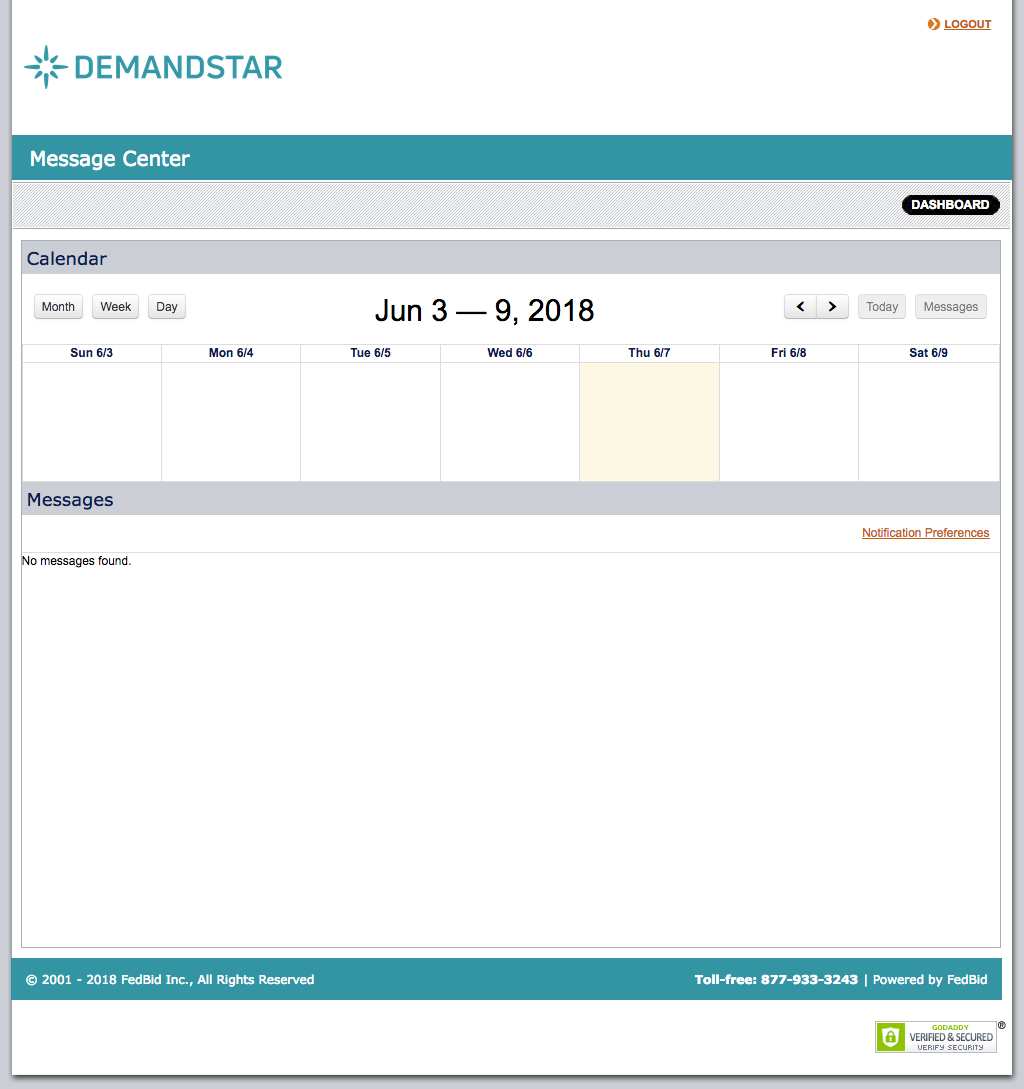 LOGOUT
DEMANDSTAR
Message Center
DASHBOARD
Calendar
Month Week Day Jun 3 — 9, 2018 < > Today Messages
Sun 6/3 Mon 6/4 Tue 6/5 Wed 6/6 Thu 6/7 Fri 6/8 Sat 6/9
Messages
Notification Preferences
No messages found.
© 2001 - 2018 FedBid Inc., All Rights Reserved Toll-free: 877-933-3243 | Powered by FedBid
GODADDY ®
VERIFIED & SECURED
VERIFY SECURITY